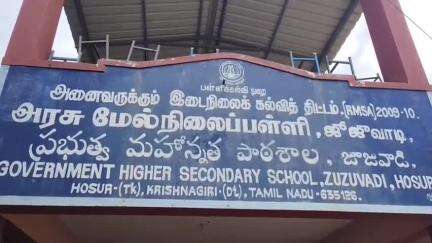 பள்ளிக்கல்வி துறை
அனைவருக்கும் இடைநிலைக் கல்வித் திட்டம்.(RMSA)2009-10.
அரசு மேல்நிலைப்பள்ளி, ஜுஜுவாடி,
ప్రభుత్వ మహోన్నత పాఠశాల, జూజువాడి,
GOVERNMENT HIGHER SECONDARY SCHOOL, ZUZUVADI, HOSUR
HOSUR-(TK), KRISHNAGIRI-(DT), TAMIL NADU-635126.